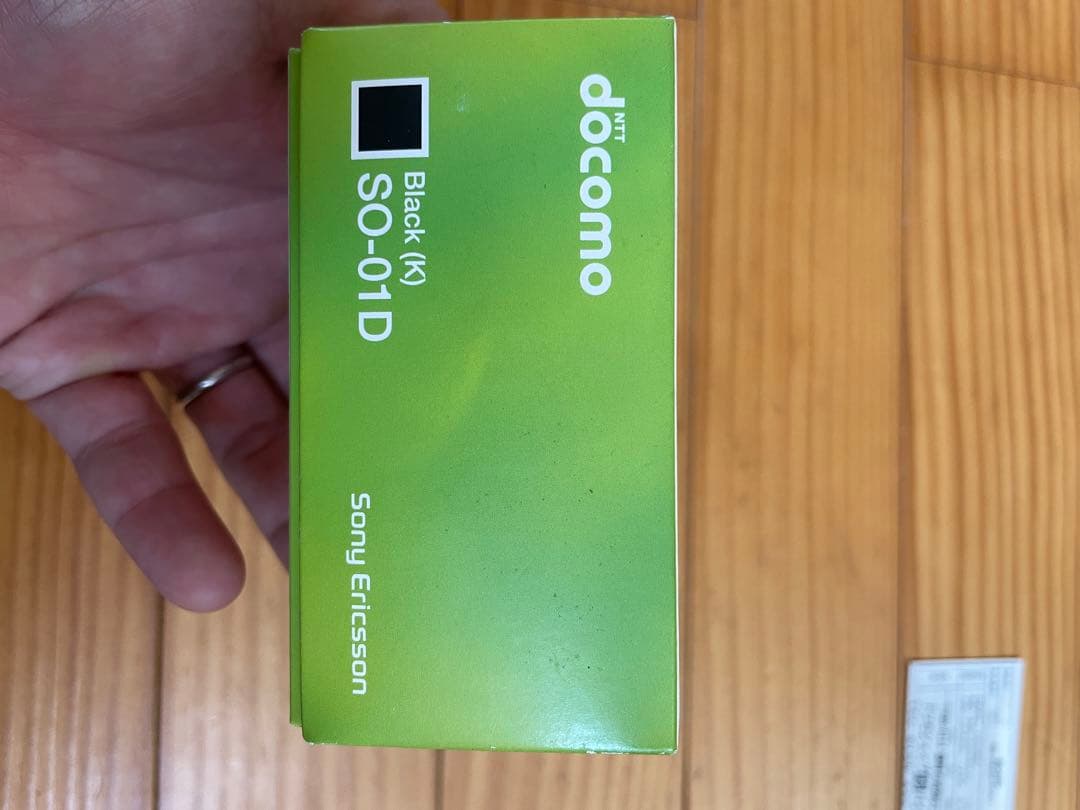 NTT
docomo
Black (K)
SO-01D
Sony Ericsson